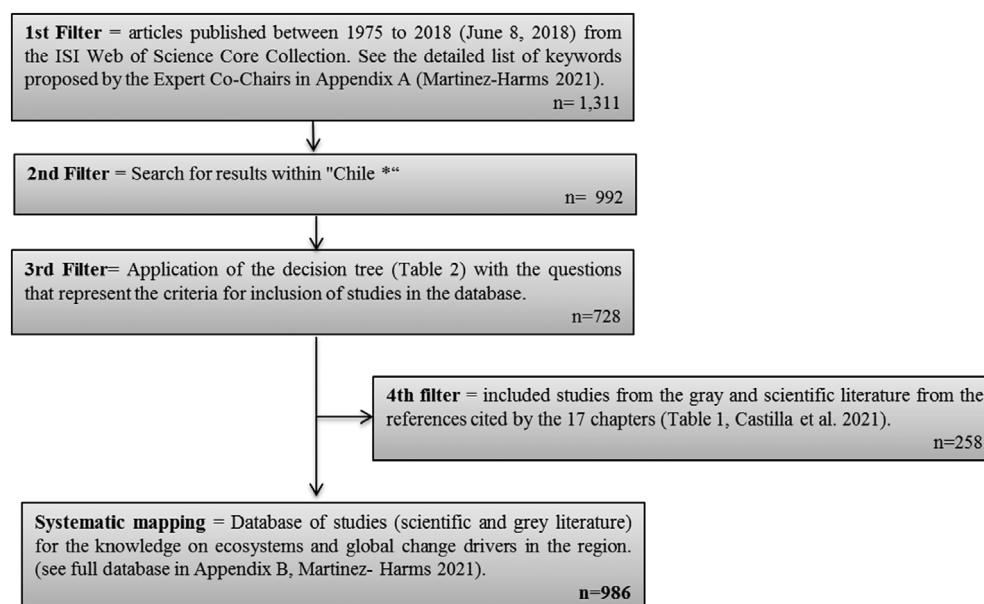 1st Filter = articles published between 1975 to 2018 (June 8, 2018) from
the ISI Web of Science Core Collection. See the detailed list of keywords
proposed by the Expert Co-Chairs in Appendix A (Martinez-Harms 2021).
n= 1,311
2nd Filter = Search for results within "Chile *“
n= 992
3rd Filter= Application of the decision tree (Table 2) with the questions
that represent the criteria for inclusion of studies in the database.
n=728
4th filter = included studies from the gray and scientific literature from the
references cited by the 17 chapters (Table 1, Castilla et al. 2021).
n=258
Systematic mapping = Database of studies (scientific and grey literature)
for the knowledge on ecosystems and global change drivers in the region.
(see full database in Appendix B, Martinez- Harms 2021).
n=986